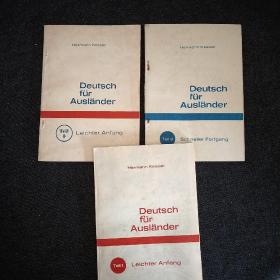 Hermann Kessler
Deutsch
für
Ausländer
Leichter Anfang
Hermann Kessler
Deutsch
für
Ausländer
Teil 2
Schneller Fortgang
Hermann Kessler
Deutsch
für
Ausländer
Teil 1
Leichter Anfang